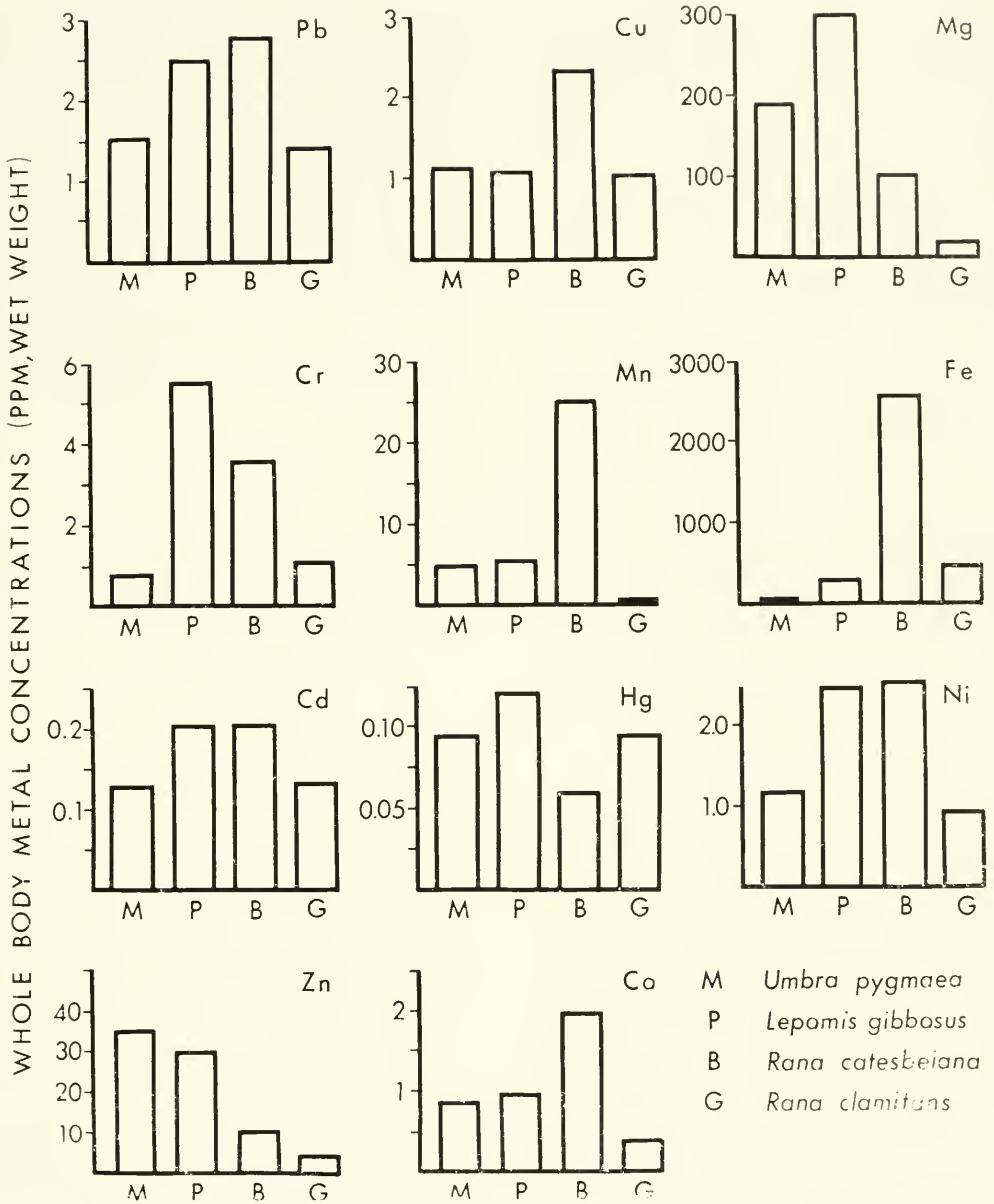 WHOLE BODY METAL CONCENTRATIONS (PPM, WET WEIGHT)
Pb
3
2
1
M P B G
Cu
3
2
1
M P B G
Mg
300
200
100
M P B G
Cr
6
4
2
M P B G
Mn
30
20
10
M P B G
Fe
3000
2000
1000
M P B G
Cd
0.2
0.1
M P B G
Hg
0.10
0.05
M P B G
Ni
2.0
1.0
M P B G
Zn
40
30
20
10
M P B G
Co
2
1
M P B G
M Umbra pygmaea
P Lepomis gibbosus
B Rana catesbeiana
G Rana clamitans